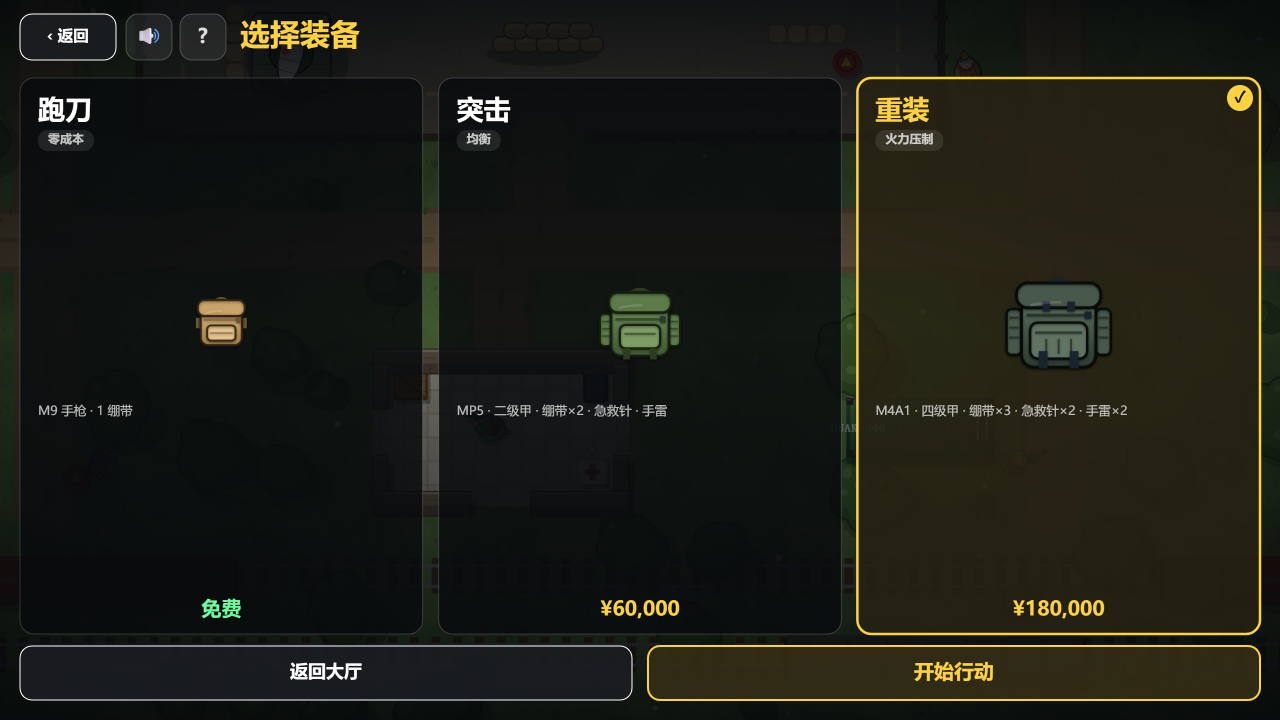 ‹ 返回
?
选择装备
跑刀
零成本
M9 手枪 · 1 绷带
免费
突击
均衡
MP5 · 二级甲 · 绷带×2 · 急救针 · 手雷
¥60,000
重装
火力压制
M4A1 · 四级甲 · 绷带×3 · 急救针×2 · 手雷×2
¥180,000
返回大厅
开始行动